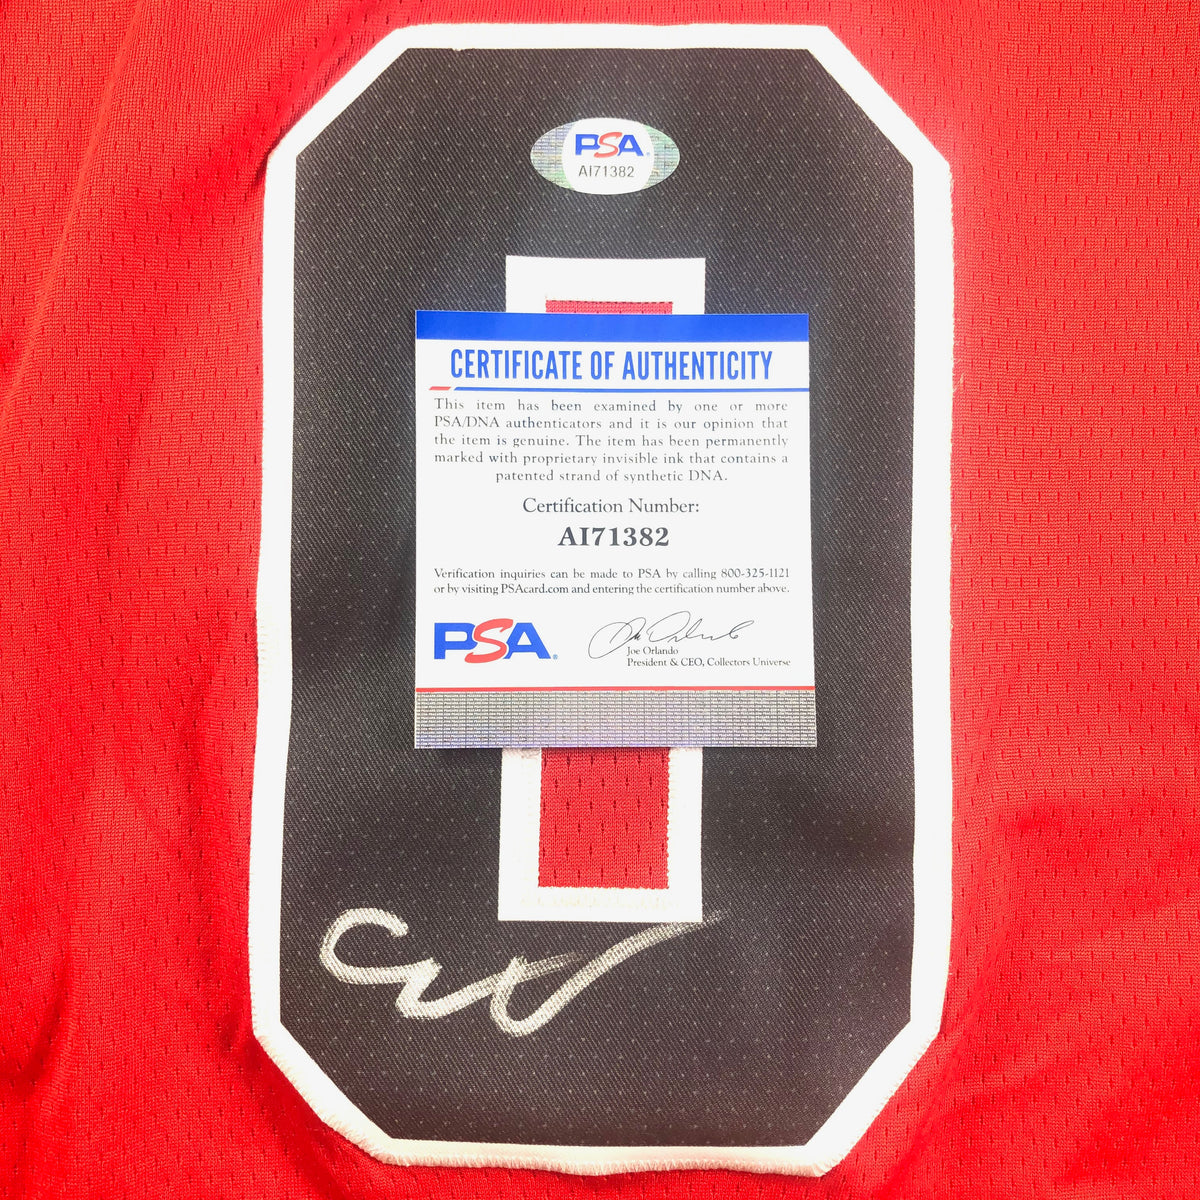 PSA
AI71382
CERTIFICATE OF AUTHENTICITY
This item has been examined by one or more
PSA/DNA authenticators and it is our opinion that
the item is genuine. The item has been permanently
marked with proprietary invisible ink that contains a
patented strand of synthetic DNA.
Certification Number:
AI71382
Verification inquiries can be made to PSA by calling 800-325-1121
or by visiting PSAcard.com and entering the certification number above.
PSA
Joe Orlando
President & CEO, Collectors Universe